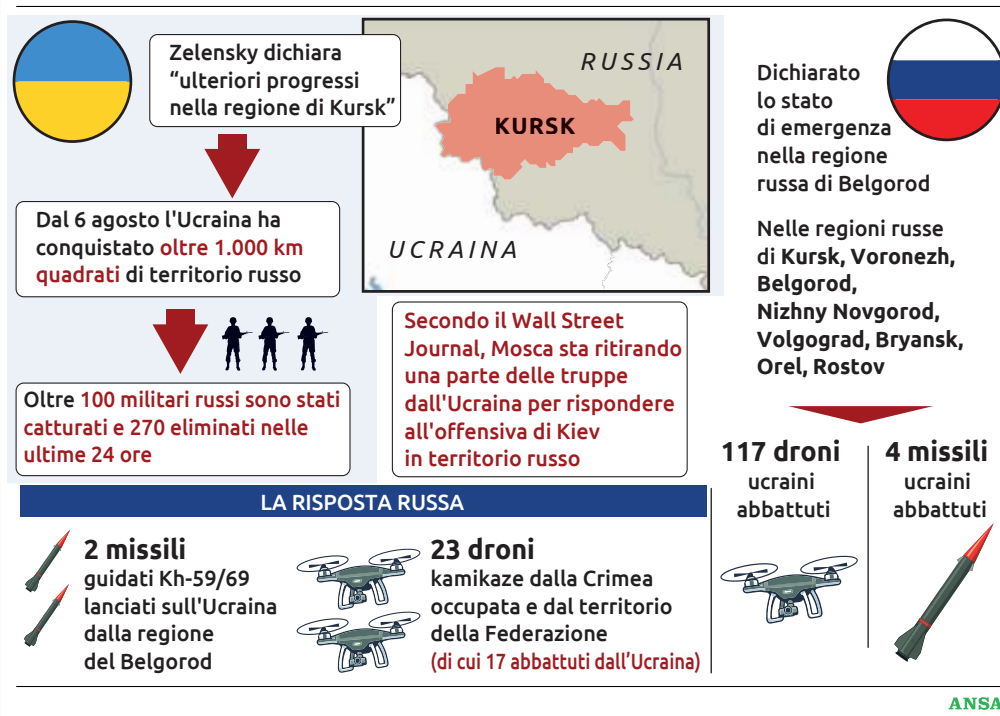 Zelensky dichiara
“ulteriori progressi
nella regione di Kursk”
Dal 6 agosto l'Ucraina ha
conquistato oltre 1.000 km
quadrati di territorio russo
Oltre 100 militari russi sono stati
catturati e 270 eliminati nelle
ultime 24 ore
RUSSIA
KURSK
UCRAINA
Secondo il Wall Street
Journal, Mosca sta ritirando
una parte delle truppe
dall'Ucraina per rispondere
all'offensiva di Kiev
in territorio russo
Dichiarato
lo stato
di emergenza
nella regione
russa di Belgorod
Nelle regioni russe
di Kursk, Voronezh,
Belgorod,
Nizhny Novgorod,
Volgograd, Bryansk,
Orel, Rostov
117 droni
ucraini
abbattuti
4 missili
ucraini
abbattuti
LA RISPOSTA RUSSA
2 missili
guidati Kh-59/69
lanciati sull'Ucraina
dalla regione
del Belgorod
23 droni
kamikaze dalla Crimea
occupata e dal territorio
della Federazione
(di cui 17 abbattuti dall’Ucraina)
ANSA